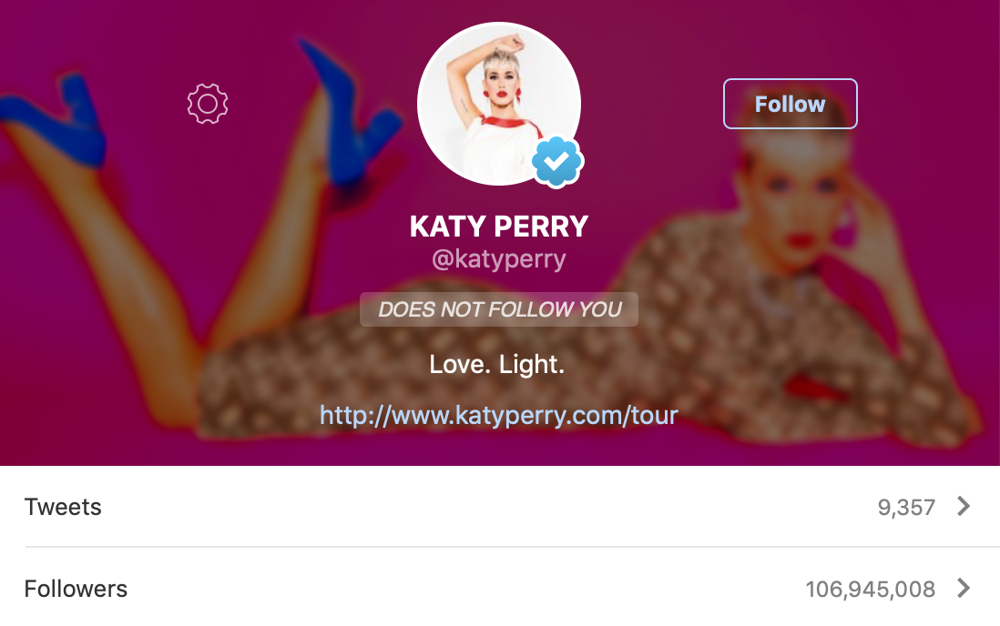 Follow
KATY PERRY
@katyperry
DOES NOT FOLLOW YOU
Love. Light.
http://www.katyperry.com/tour
Tweets 9,357
Followers 106,945,008